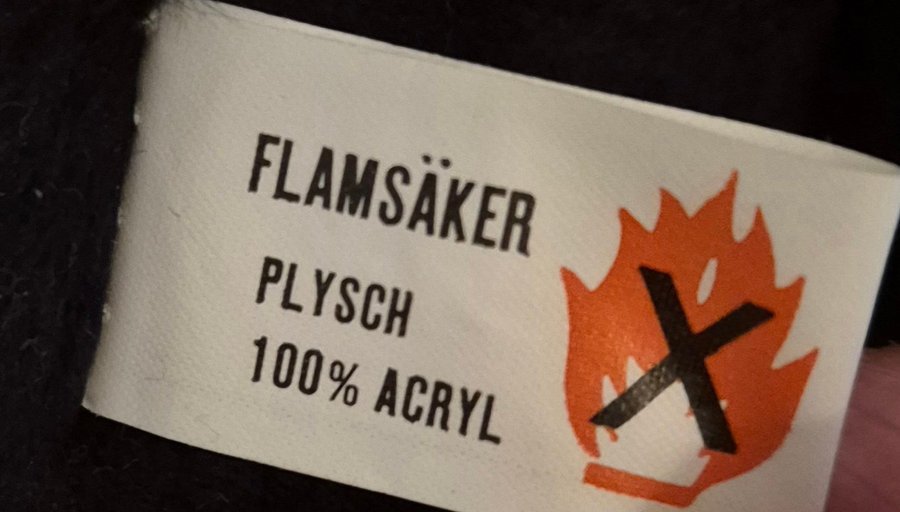 FLAMSÄKER
PLYSCH
100% ACRYL